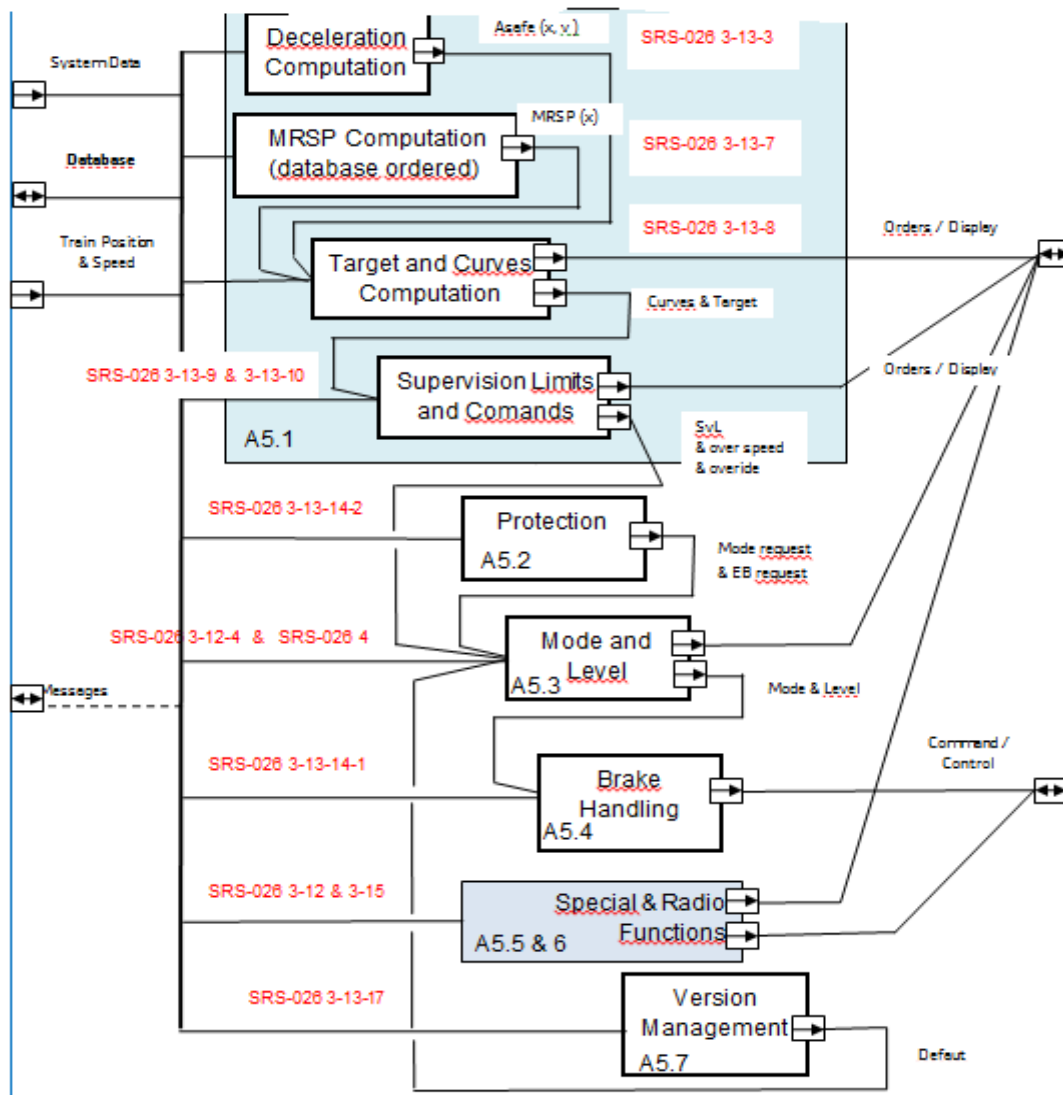 Deceleration
Computation
Asafe (x, v)
SRS-026 3-13-3
System Data
MRSP (x)
MRSP Computation
(database ordered)
SRS-026 3-13-7
Database
SRS-026 3-13-8
Orders / Display
Train Position
& Speed
Target and Curves
Computation
Curves & Target
SRS-026 3-13-9 & 3-13-10
Supervision Limits
and Comands
Orders / Display
A5.1
SvL
& over speed
& overide
SRS-026 3-13-14-2
Protection
A5.2
Mode request
& EB request
SRS-026 3-12-4 & SRS-026 4
Mode and
Level
A5.3
Messages
Mode & Level
SRS-026 3-13-14-1
Brake
Handling
A5.4
Command /
Control
SRS-026 3-12 & 3-15
Special & Radio
Functions
A5.5 & 6
SRS-026 3-13-17
Version
Management
A5.7
Defaut